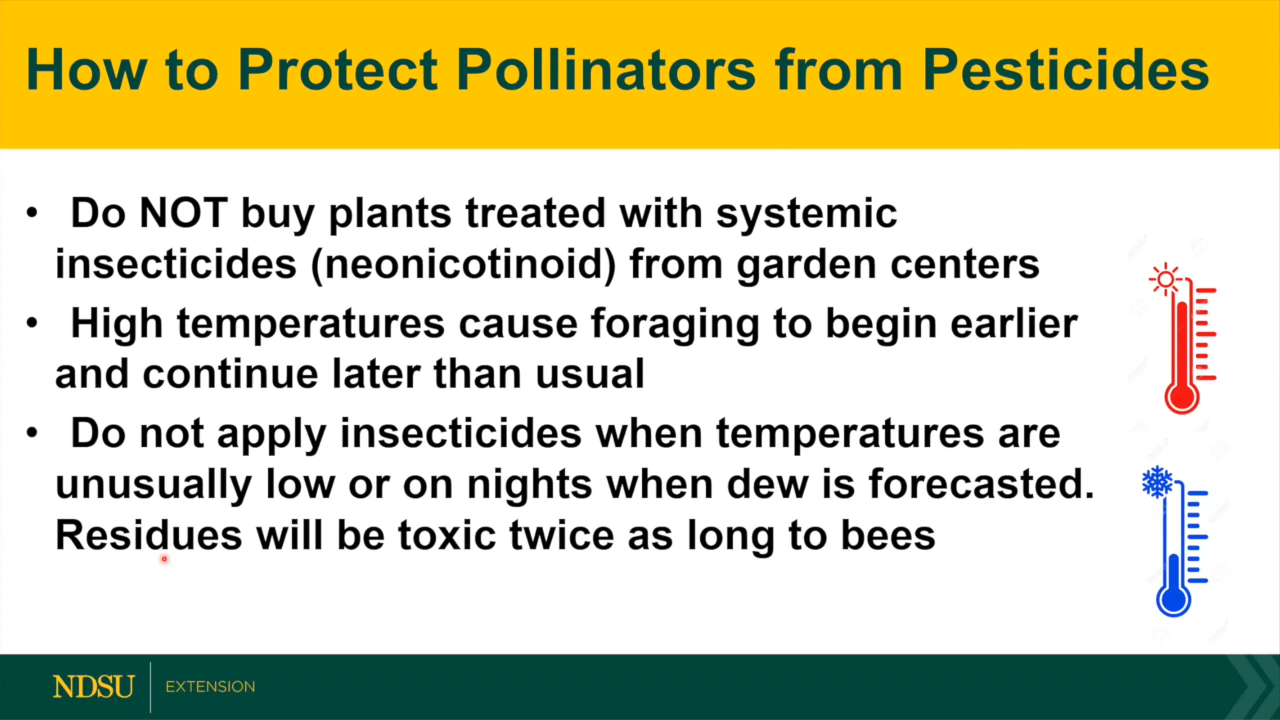 How to Protect Pollinators from Pesticides
• Do NOT buy plants treated with systemic
insecticides (neonicotinoid) from garden centers
• High temperatures cause foraging to begin earlier
and continue later than usual
• Do not apply insecticides when temperatures are
unusually low or on nights when dew is forecasted.
Residues will be toxic twice as long to bees
NDSU EXTENSION